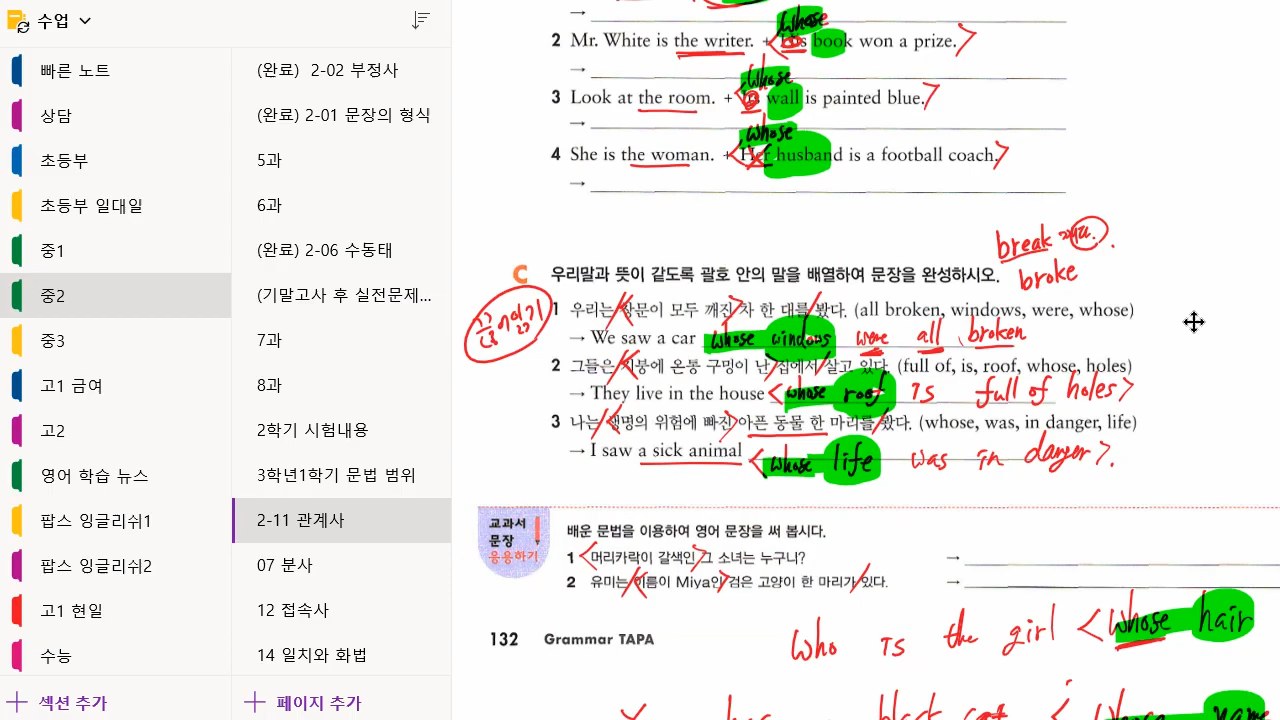 수업
빠른 노트
혼다
초등부
초등부 일대일
중1
중2
중3
고1 금여
고2
영어 학습 뉴스
팝스 잉글리쉬1
팝스 잉글리쉬2
고1 현일
수능
섹션 추가
(완료) 2-02 부정사
(완료) 2-01 문장의 형식
5과
6과
(완료) 2-06 수동태
(기말고사 후 실전문제...
7과
8과
2학기 시험내용
3학년1학기 문법 범위
2-11 관계사
07 분사
12 접속사
14 일치와 화법
페이지 추가
→
whose
2 Mr. White is the writer. + His book won a prize.
→
whose
3 Look at the room. + Its wall is painted blue.
→
whose
4 She is the woman. + Her husband is a football coach.
→
break
broke
C 우리말과 뜻이 같도록 괄호 안의 말을 배열하여 문장을 완성하시오.
1 우리는 창문이 모두 깨진 차 한 대를 봤다. (all broken, windows, were, whose)
→ We saw a car whose windows were all broken
2 그들은 지붕에 온통 구멍이 난 집에서 살고 있다. (full of, is, roof, whose, holes)
→ They live in the house whose roof is full of holes
3 나는 생명의 위험에 빠진 아픈 동물 한 마리를 봤다. (whose, was, in danger, life)
→ I saw a sick animal whose life was in danger.
교과서
문장
응용하기
배운 문법을 이용하여 영어 문장을 써 봅시다.
1 머리카락이 갈색인 그 소녀는 누구니? →
2 유미는 이름이 Miya인 검은 고양이 한 마리가 있다. →
132 Grammar TAPA
Who is the girl whose hair